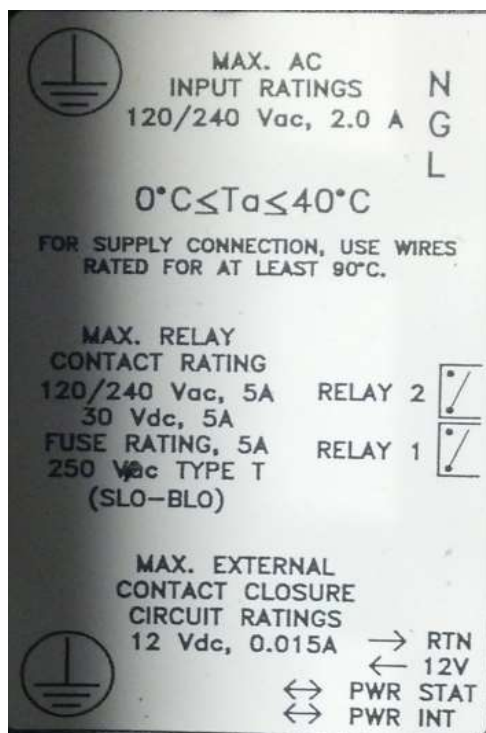 MAX. AC
INPUT RATINGS
120/240 Vac, 2.0 A
N
G
L
0°C≤Ta≤40°C
FOR SUPPLY CONNECTION, USE WIRES
RATED FOR AT LEAST 90°C.
MAX. RELAY
CONTACT RATING
120/240 Vac, 5A
30 Vdc, 5A
FUSE RATING, 5A
250 Vac TYPE T
(SLO-BLO)
RELAY 2
RELAY 1
MAX. EXTERNAL
CONTACT CLOSURE
CIRCUIT RATINGS
12 Vdc, 0.015A
→ RTN
← 12V
↔ PWR STAT
↔ PWR INT